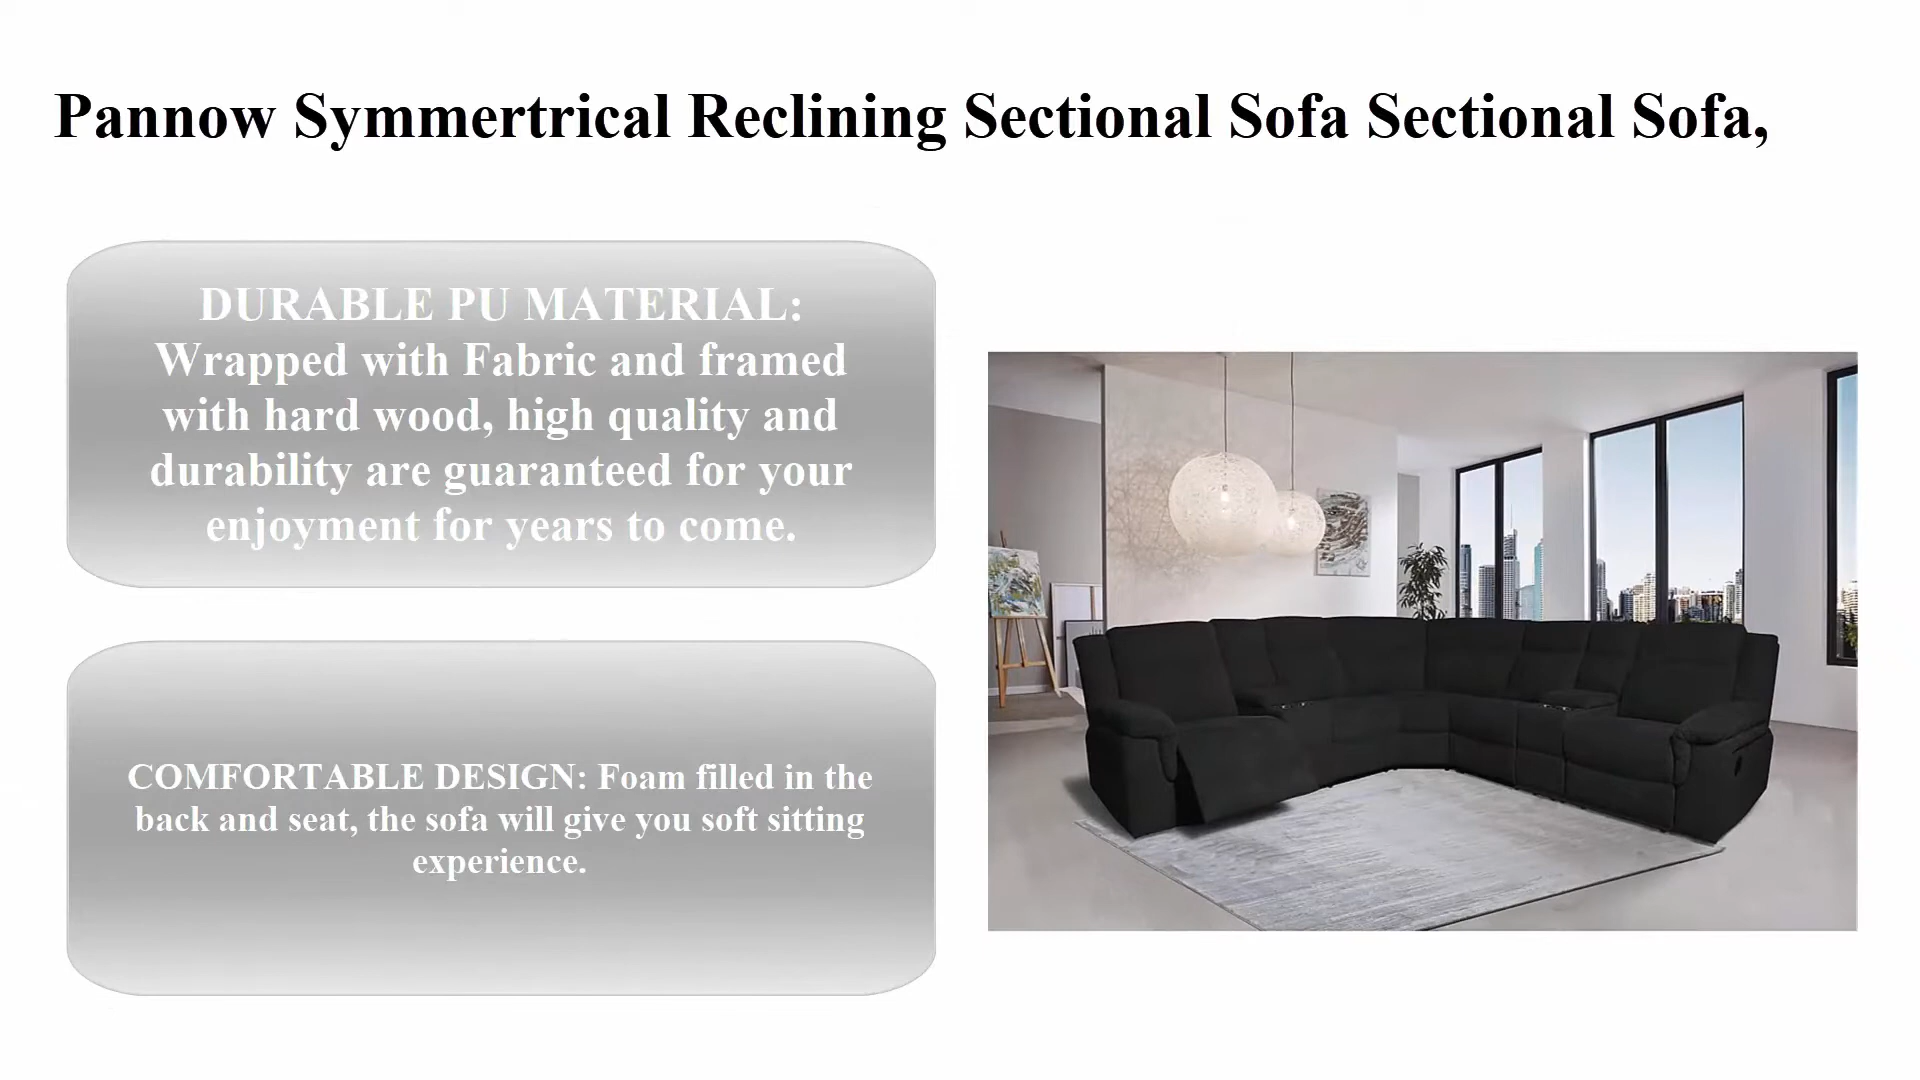 Pannow Symmertrical Reclining Sectional Sofa Sectional Sofa,
DURABLE PU MATERIAL:
Wrapped with Fabric and framed
with hard wood, high quality and
durability are guaranteed for your
enjoyment for years to come.
COMFORTABLE DESIGN: Foam filled in the
back and seat, the sofa will give you soft sitting
experience.